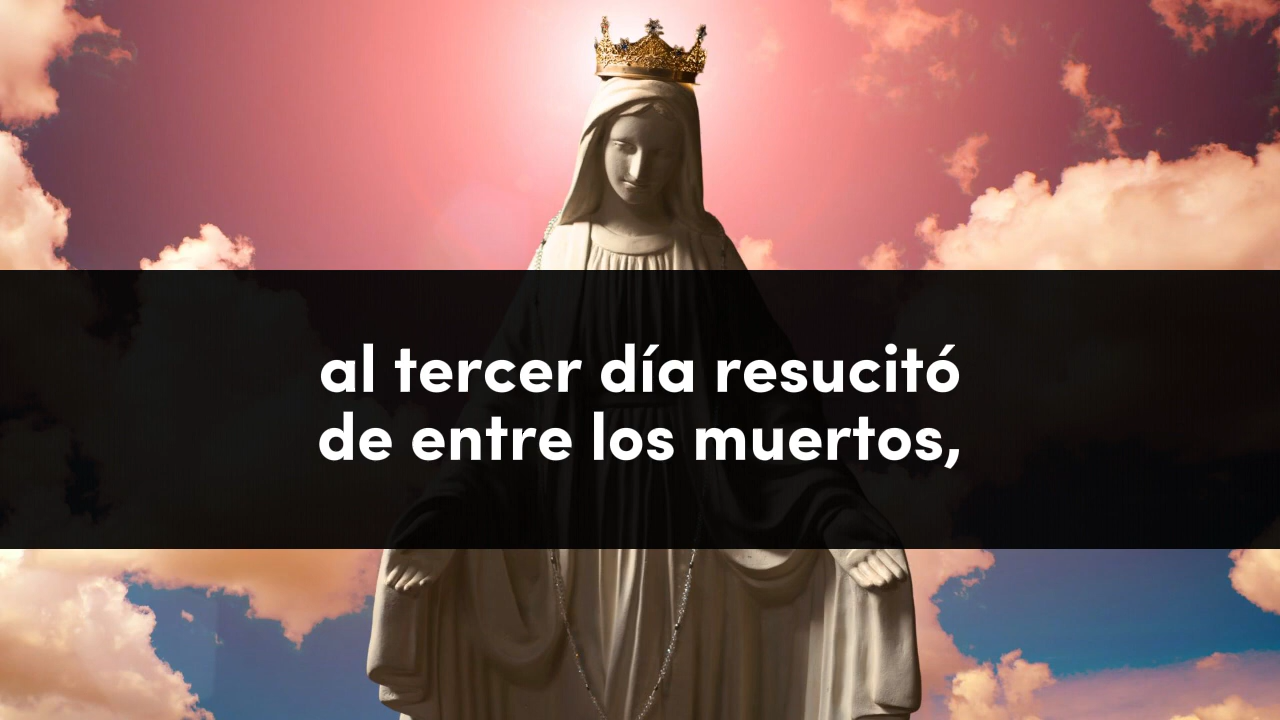 al tercer día resucitó
de entre los muertos,